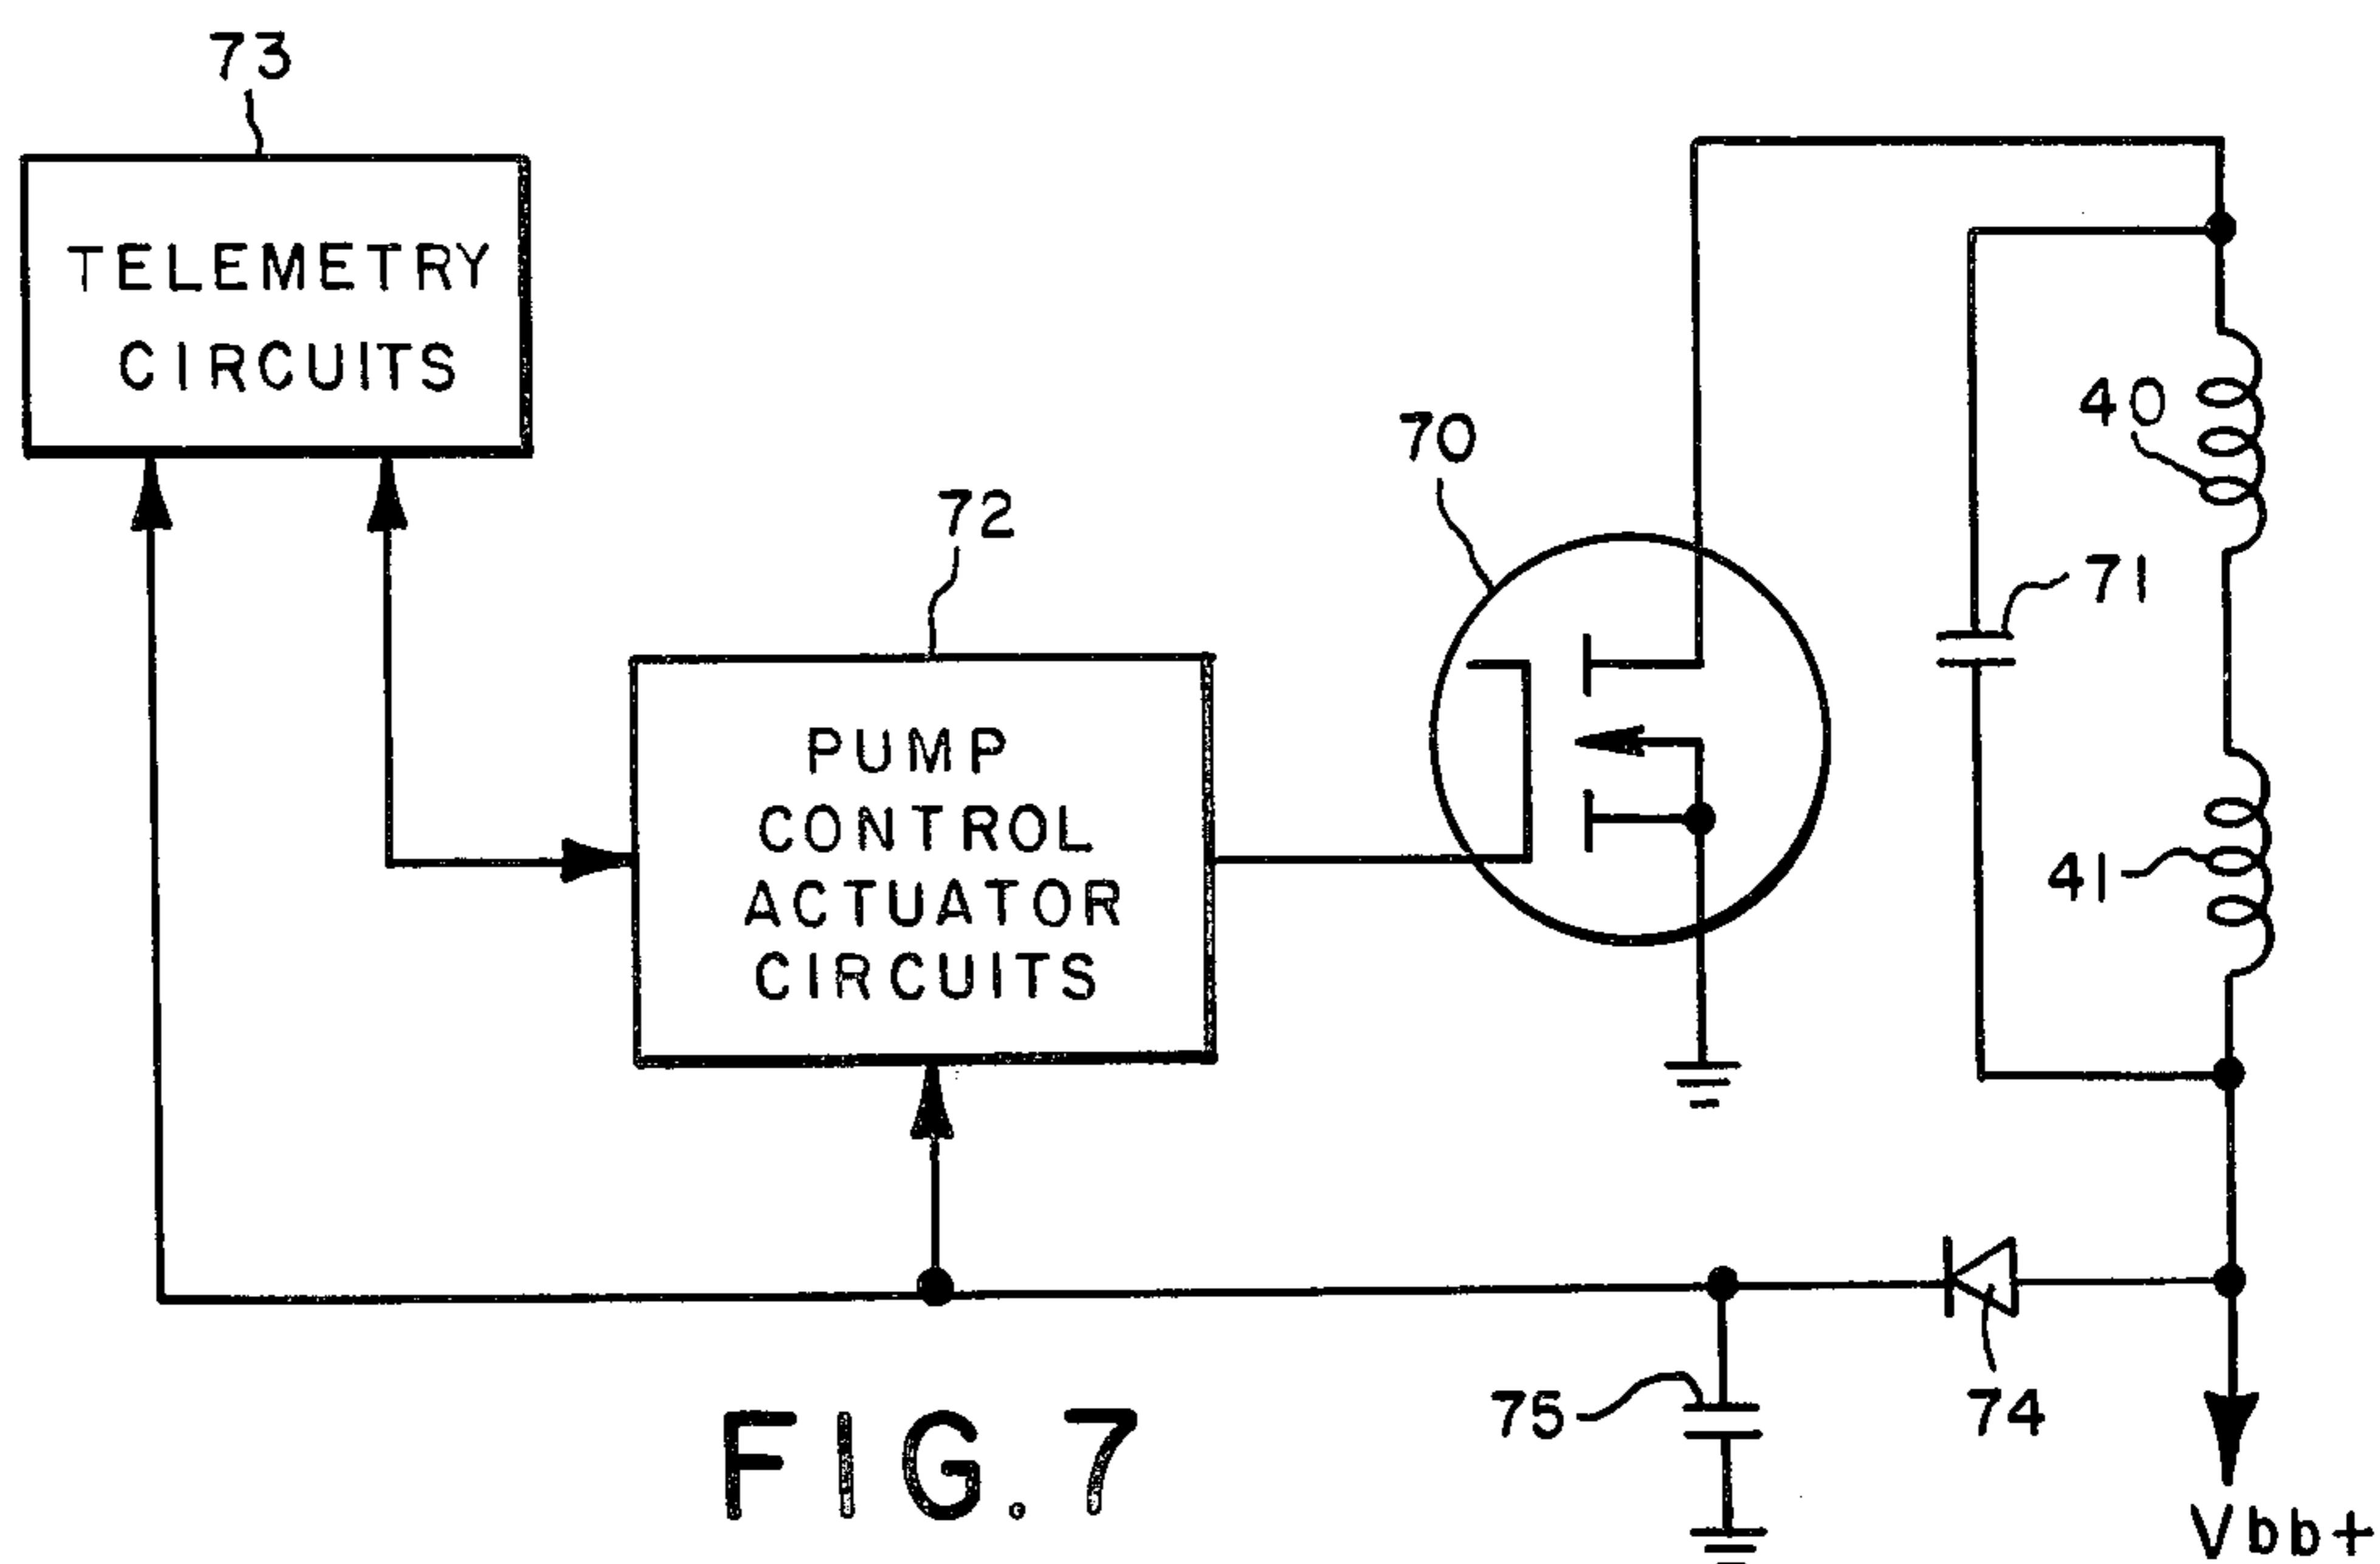 73
TELEMETRY
CIRCUITS
72
PUMP
CONTROL
ACTUATOR
CIRCUITS
70
40
71
41
75
74
Vbb+
FIG.7